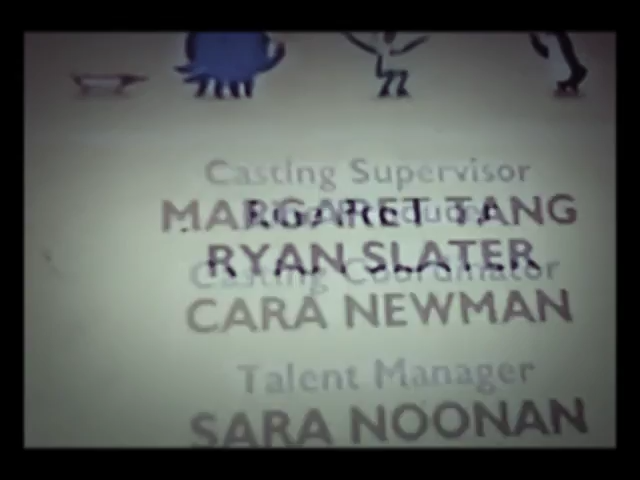 Casting Supervisor
MARGARET TANG
RYAN SLATER
Casting Coordinator
CARA NEWMAN
Talent Manager
SARA NOONAN